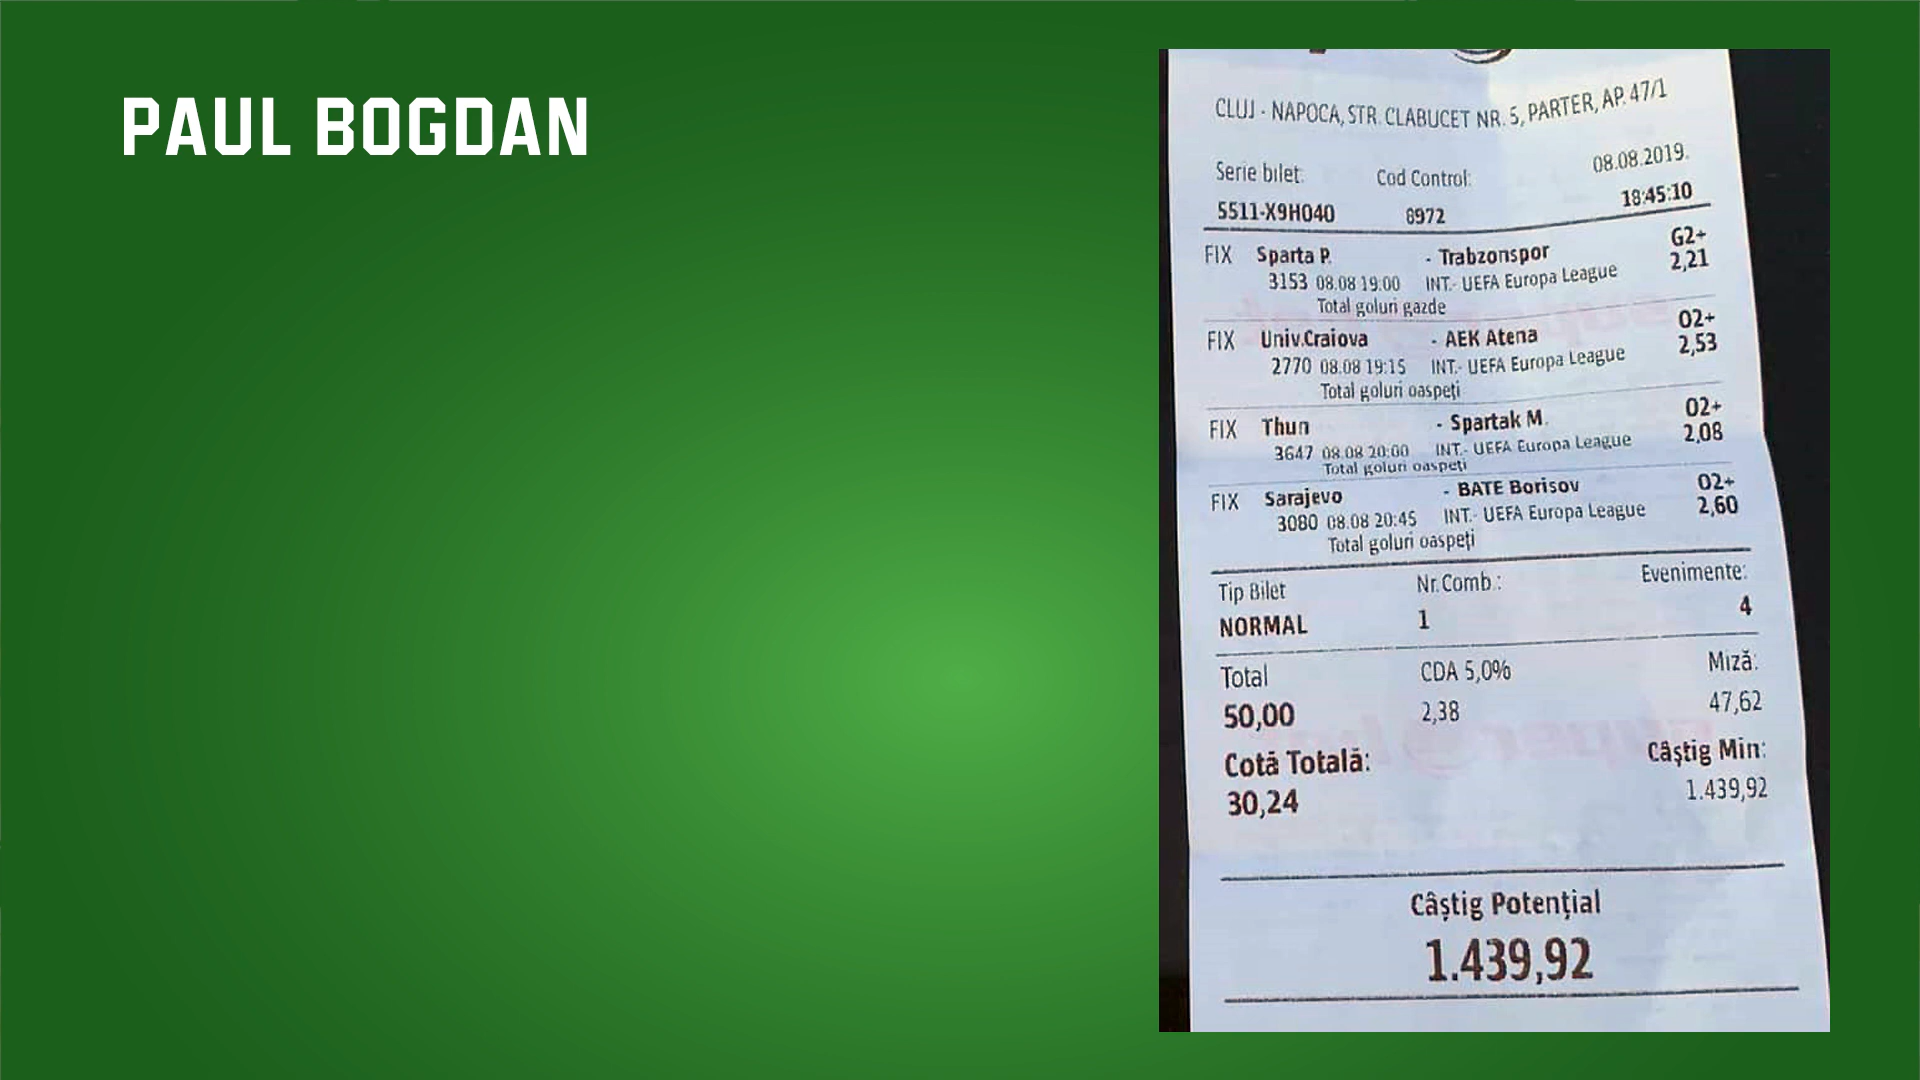 PAUL BOGDAN
CLUJ - NAPOCA, STR. CLABUCET NR. 5, PARTER, AP. 47/1
08.08.2019.
Serie bilet: Cod Control:
18:45:10
5511-X9H040 8972
FIX Sparta P. - Trabzonspor G2+
3153 08.08 19:00 INT.- UEFA Europa League 2,21
Total goluri gazde
FIX Univ.Craiova - AEK Atena O2+
2770 08.08 19:15 INT.- UEFA Europa League 2,53
Total goluri oaspeți
FIX Thun - Spartak M. O2+
3647 08.08 20:00 INT.- UEFA Europa League 2,08
Total goluri oaspeți
FIX Sarajevo - BATE Borisov O2+
3080 08.08 20:45 INT.- UEFA Europa League 2,60
Total goluri oaspeți
Tip Bilet Nr.Comb.: Evenimente:
NORMAL 1 4
Total CDA 5,0% Miză:
50,00 2,38 47,62
Cotă Totală: Câștig Min:
30,24 1.439,92
Câștig Potențial
1.439,92